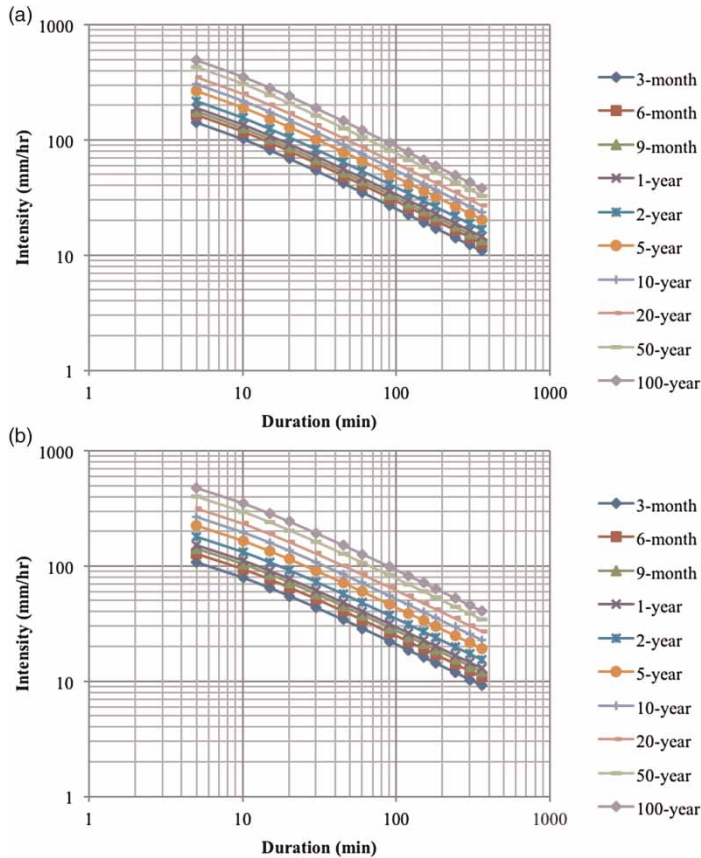 (a)
1000
100
10
1
Intensity (mm/hr)
1
10
100
1000
Duration (min)
3-month
6-month
9-month
1-year
2-year
5-year
10-year
20-year
50-year
100-year
(b)
1000
100
10
1
Intensity (mm/hr)
1
10
100
1000
Duration (min)
3-month
6-month
9-month
1-year
2-year
5-year
10-year
20-year
50-year
100-year